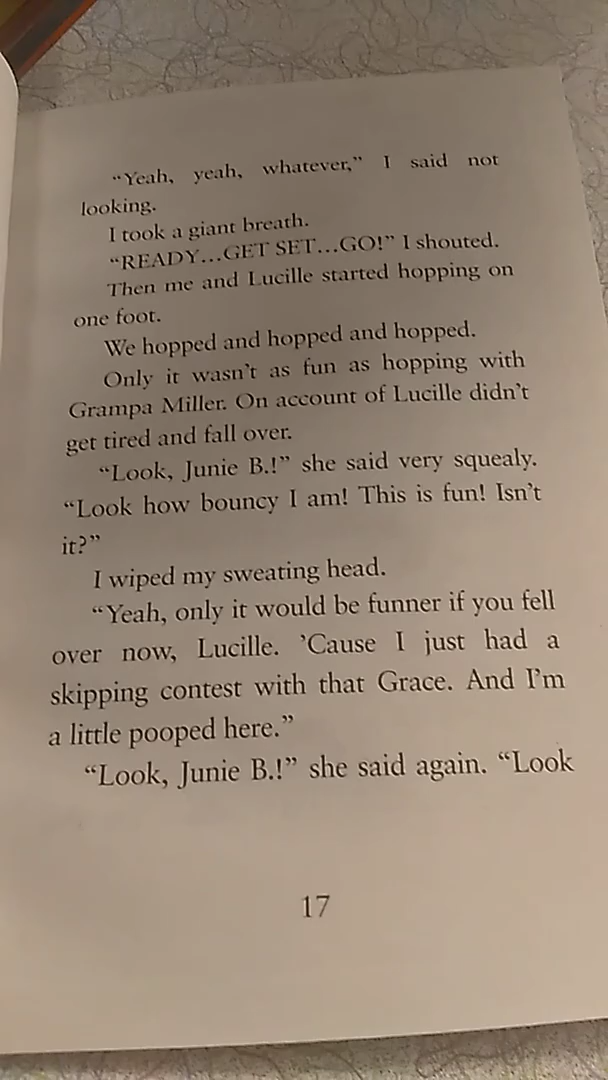 “Yeah, yeah, whatever,” I said not
looking.
I took a giant breath.
“READY...GET SET...GO!” I shouted.
Then me and Lucille started hopping on
one foot.
We hopped and hopped and hopped.
Only it wasn’t as fun as hopping with
Grampa Miller. On account of Lucille didn’t
get tired and fall over.
“Look, Junie B.!” she said very squealy.
“Look how bouncy I am! This is fun! Isn’t
it?”
I wiped my sweating head.
“Yeah, only it would be funner if you fell
over now, Lucille. ’Cause I just had a
skipping contest with that Grace. And I’m
a little pooped here.”
“Look, Junie B.!” she said again. “Look
17